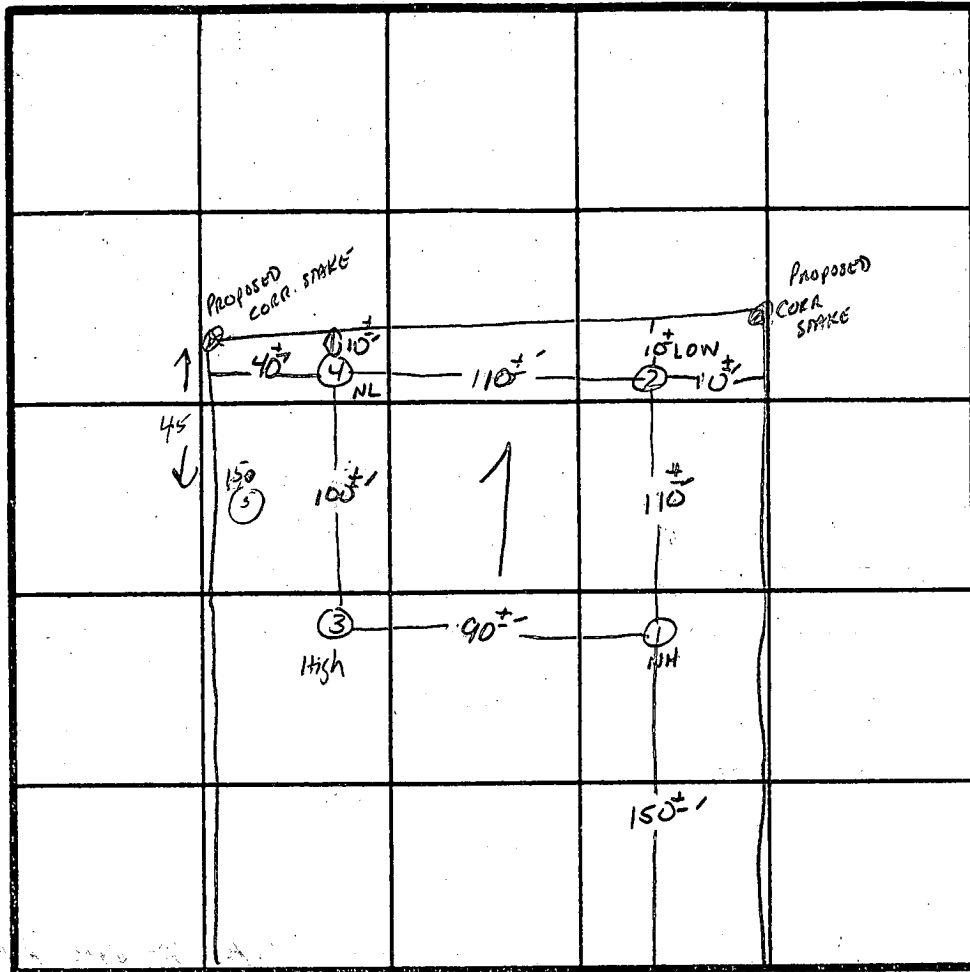 PROPOSED
CORR. STAKE
PROPOSED
CORR
STAKE
10±'
10± LOW
40±
4
110±'
2
10±'
NL
45
150
5
100±'
1
110±'
3
90±'
1
High
NH
150±'